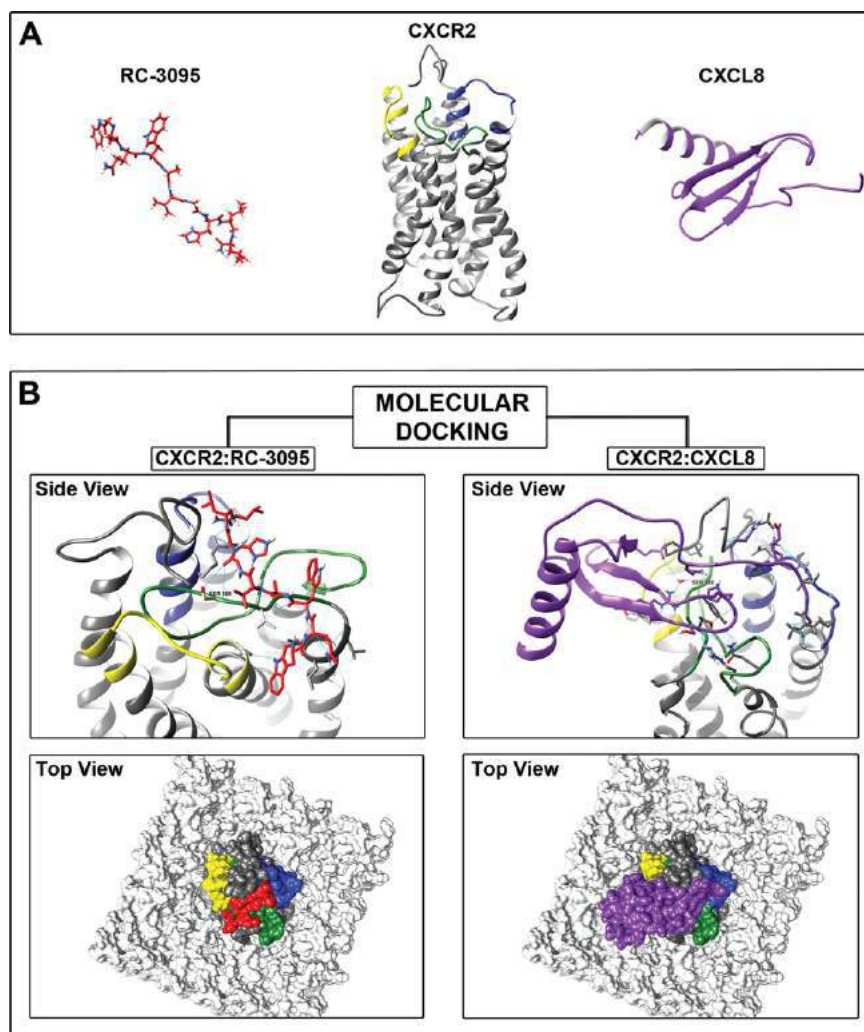 A
RC-3095
CXCR2
CXCL8
B
MOLECULAR
DOCKING
CXCR2:RC-3095
CXCR2:CXCL8
Side View
Side View
Top View
Top View